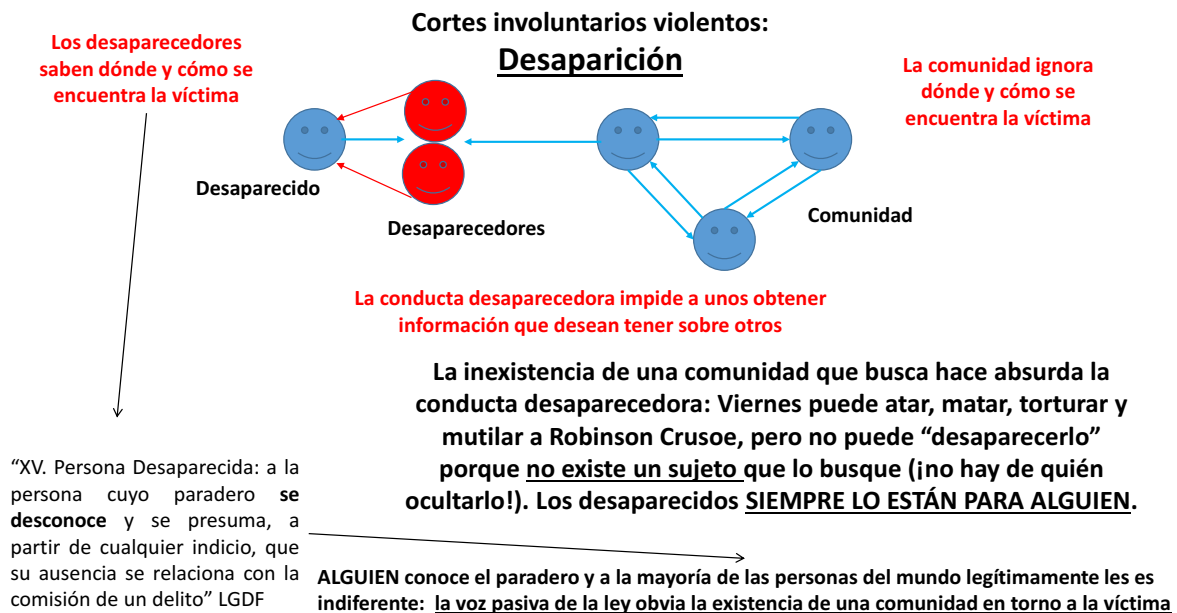 Cortes involuntarios violentos:
Desaparición
Los desaparecedores
saben dónde y cómo se
encuentra la víctima
La comunidad ignora
dónde y cómo se
encuentra la víctima
Desaparecido
Desaparecedores
Comunidad
La conducta desaparecedora impide a unos obtener
información que desean tener sobre otros
La inexistencia de una comunidad que busca hace absurda la
conducta desaparecedora: Viernes puede atar, matar, torturar y
mutilar a Robinson Crusoe, pero no puede “desaparecerlo”
porque no existe un sujeto que lo busque (¡no hay de quién
ocultarlo!). Los desaparecidos SIEMPRE LO ESTÁN PARA ALGUIEN.
“XV. Persona Desaparecida: a la
persona cuyo paradero se
desconoce y se presuma, a
partir de cualquier indicio, que
su ausencia se relaciona con la
comisión de un delito” LGDF
ALGUIEN conoce el paradero y a la mayoría de las personas del mundo legítimamente les es
indiferente: la voz pasiva de la ley obvia la existencia de una comunidad en torno a la víctima